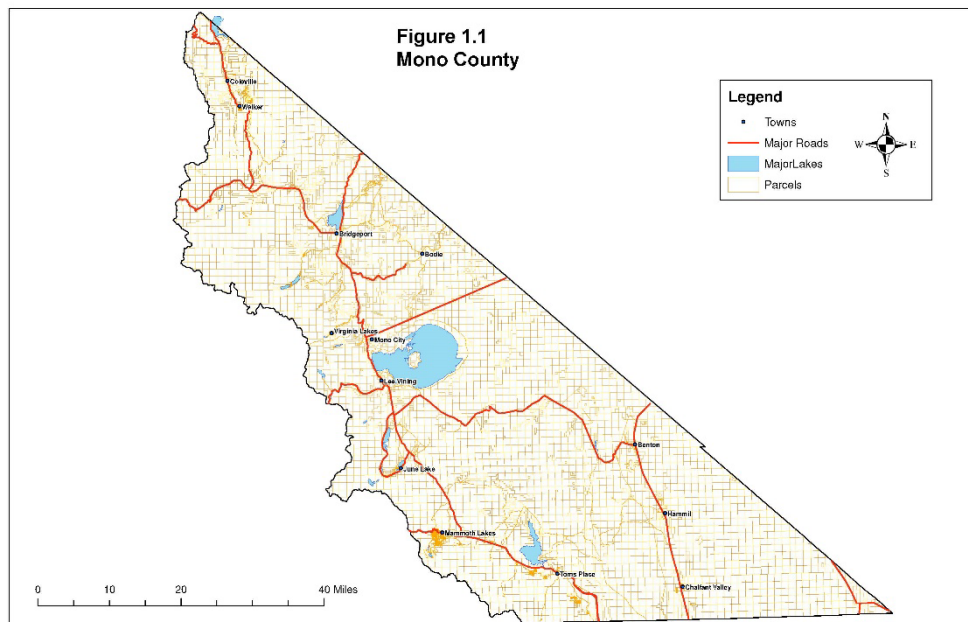 Figure 1.1
Mono County
Legend
Towns
Major Roads
MajorLakes
Parcels
N
W
E
S
Coleville
Walker
Bridgeport
Bodie
Virginia Lakes
Mono City
Lee Vining
Benton
June Lake
Hammil
Mammoth Lakes
Toms Place
Chalfant Valley
0
20
40 Miles